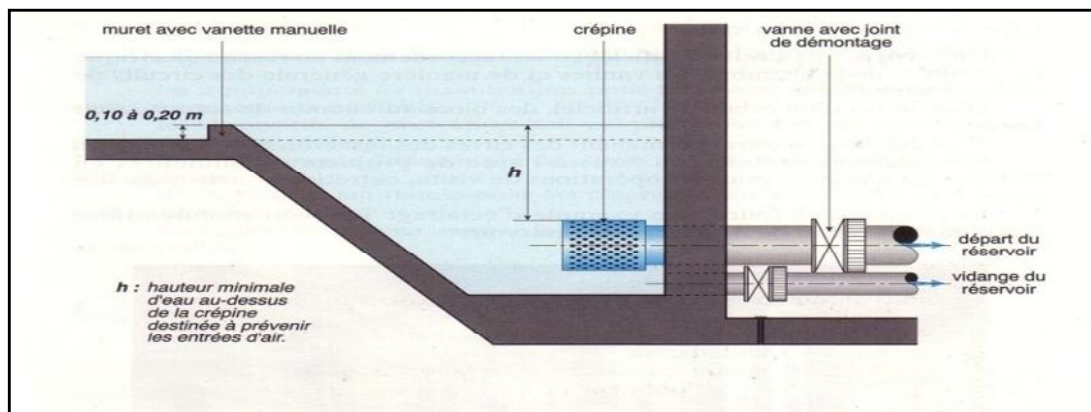 muret avec vanette manuelle
crépine
vanne avec joint
de démontage
0,10 à 0,20 m
h
départ du
réservoir
vidange du
réservoir
h : hauteur minimale
d'eau au-dessus
de la crépine
destinée à prévenir
les entrées d'air.